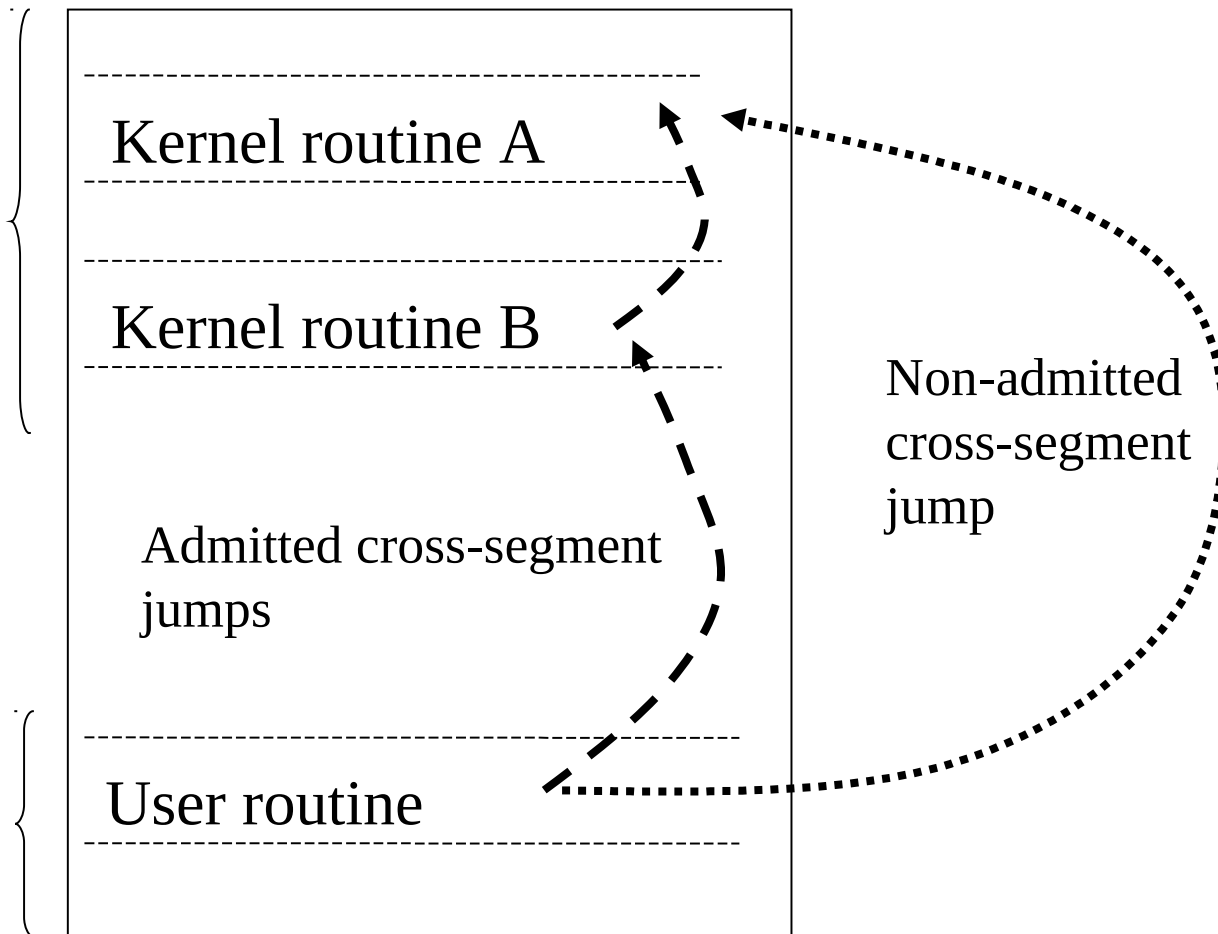 Kernel routine A
Kernel routine B
Non-admitted
cross-segment
jump
Admitted cross-segment
jumps
User routine